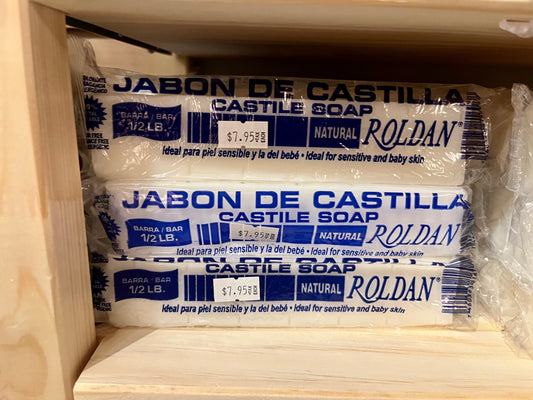 JABON DE CASTILLA
CASTILE SOAP
BARRA / BAR
1/2 LB.
$7.95
NATURAL
ROLDAN®
Ideal para piel sensible y la del bebé • Ideal for sensitive and baby skin
JABON DE CASTILLA
CASTILE SOAP
BARRA / BAR
1/2 LB.
$7.95
NATURAL
ROLDAN
Ideal para piel sensible y la del bebé • Ideal for sensitive and baby skin
JABON DE CASTILLA
CASTILE SOAP
BARRA / BAR
1/2 LB.
$7.95
NATURAL
ROLDAN®
Ideal para piel sensible y la del bebé • Ideal for sensitive and baby skin